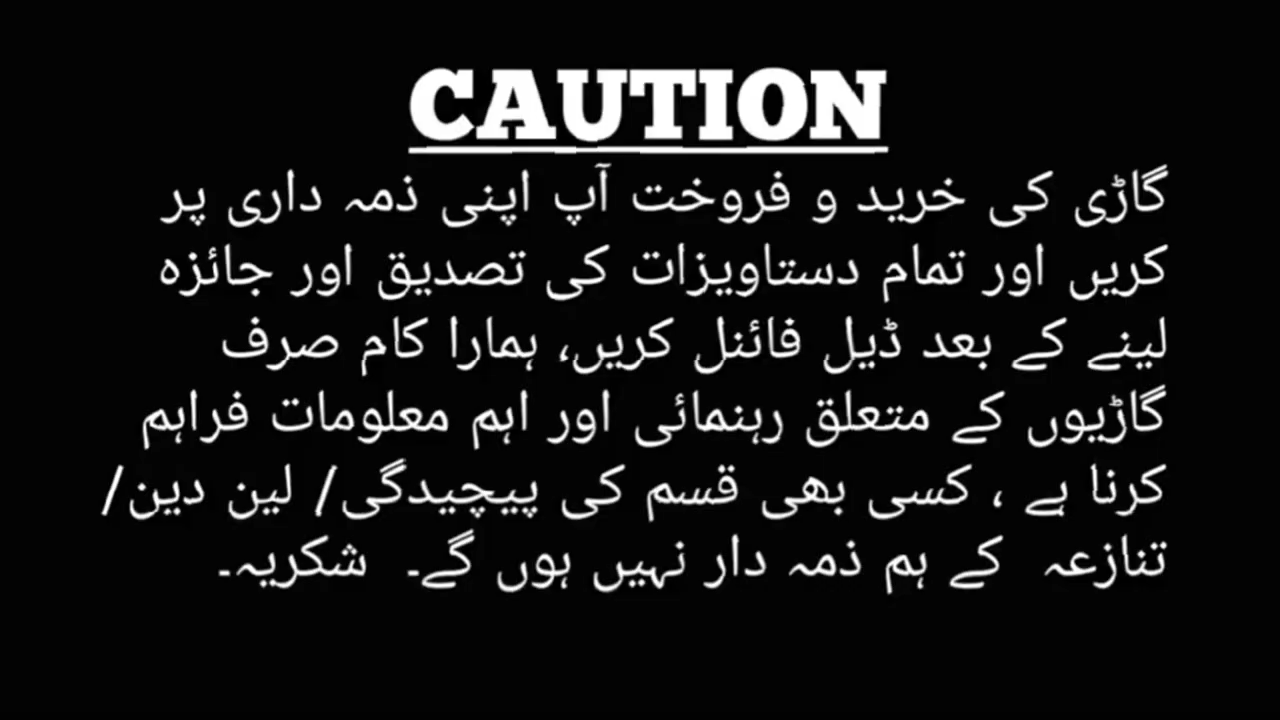 CAUTION
گاڑی کی خرید و فروخت آپ اپنی ذمہ داری پر
کریں اور تمام دستاویزات کی تصدیق اور جائزہ
لینے کے بعد ڈیل فائنل کریں، ہمارا کام صرف
گاڑیوں کے متعلق رہنمائی اور اہم معلومات فراہم
کرنا ہے ، کسی بھی قسم کی پیچیدگی/ لین دین/
تنازعہ کے ہم ذمہ دار نہیں ہوں گے۔ شکریہ۔